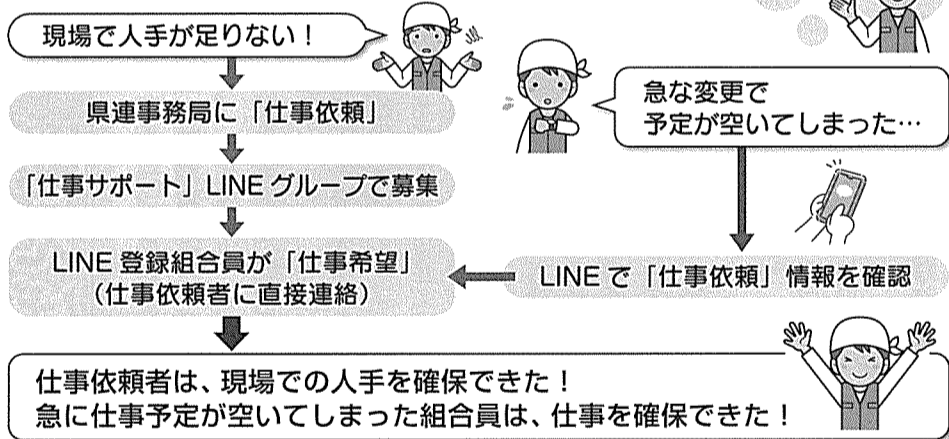 現場で人手が足りない！
県連事務局に「仕事依頼」
「仕事サポート」LINEグループで募集
LINE登録組合員が「仕事希望」
（仕事依頼者に直接連絡）
急な変更で
予定が空いてしまった…
LINEで「仕事依頼」情報を確認
仕事依頼者は、現場での人手を確保できた！
急に仕事予定が空いてしまった組合員は、仕事を確保できた！